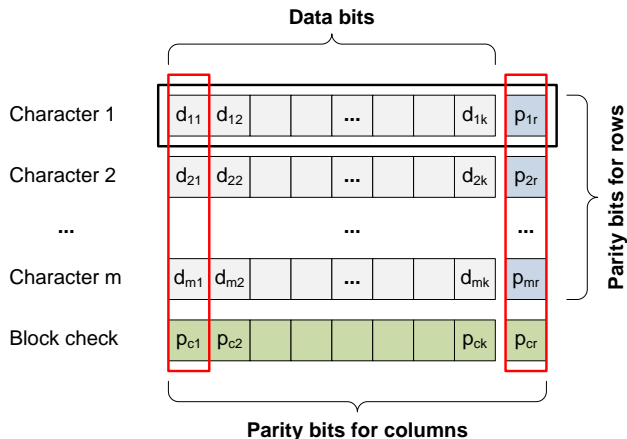 Data bits
Character 1 d11 d12 ... d1k p1r
Character 2 d21 d22 ... d2k p2r
... ... ...
Character m dm1 dm2 ... dmk pmr
Block check pc1 pc2 pck pcr
Parity bits for rows
Parity bits for columns